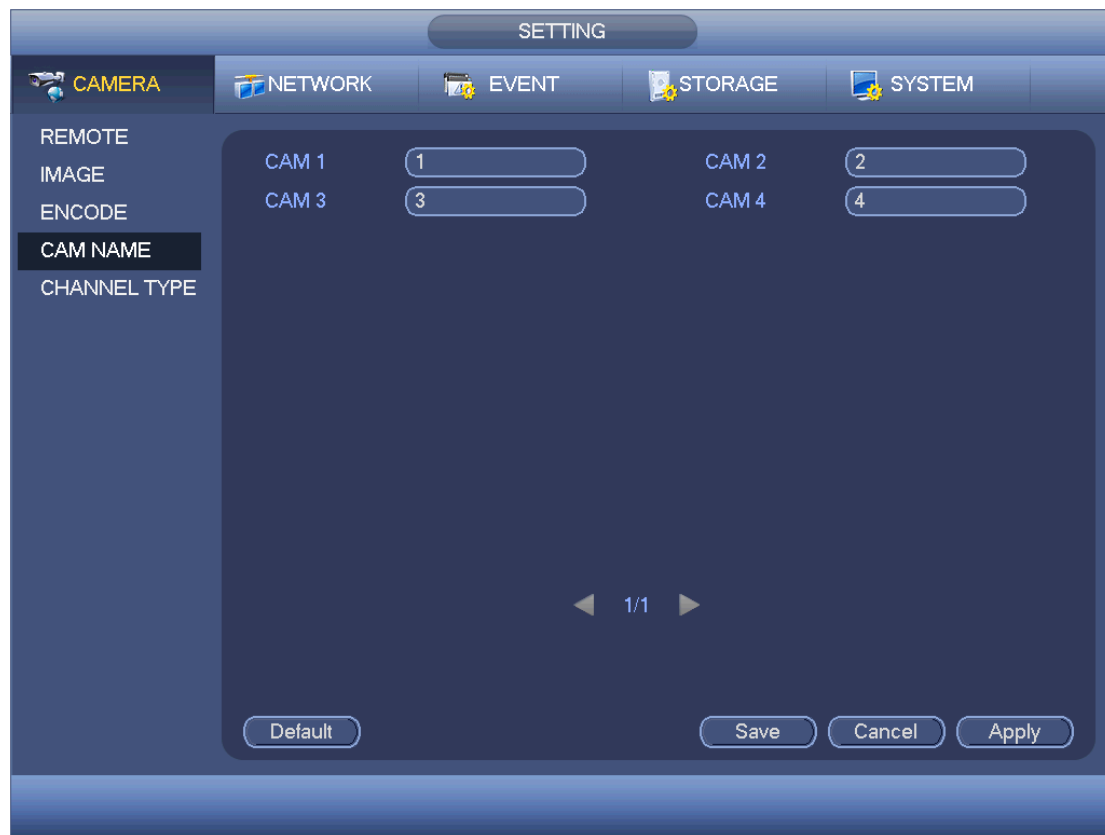 SETTING
CAMERA NETWORK EVENT STORAGE SYSTEM
REMOTE
IMAGE
ENCODE
CAM NAME
CHANNEL TYPE
CAM 1 1 CAM 2 2
CAM 3 3 CAM 4 4
1/1
Default Save Cancel Apply